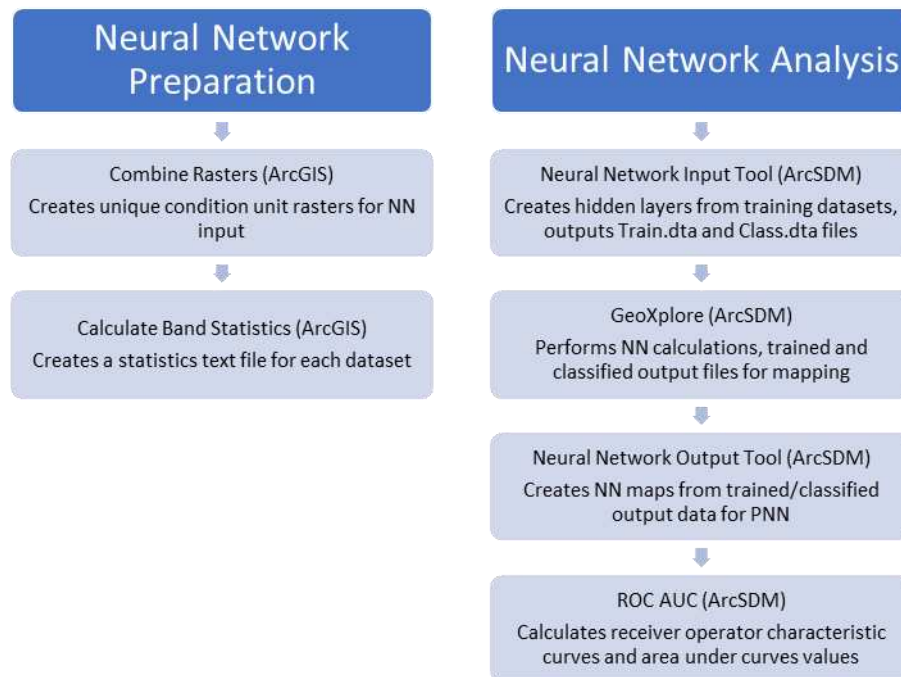 Neural Network
Preparation
Combine Rasters (ArcGIS)
Creates unique condition unit rasters for NN
input
Calculate Band Statistics (ArcGIS)
Creates a statistics text file for each dataset
Neural Network Analysis
Neural Network Input Tool (ArcSDM)
Creates hidden layers from training datasets,
outputs Train.dta and Class.dta files
GeoXplore (ArcSDM)
Performs NN calculations, trained and
classified output files for mapping
Neural Network Output Tool (ArcSDM)
Creates NN maps from trained/classified
output data for PNN
ROC AUC (ArcSDM)
Calculates receiver operator characteristic
curves and area under curves values